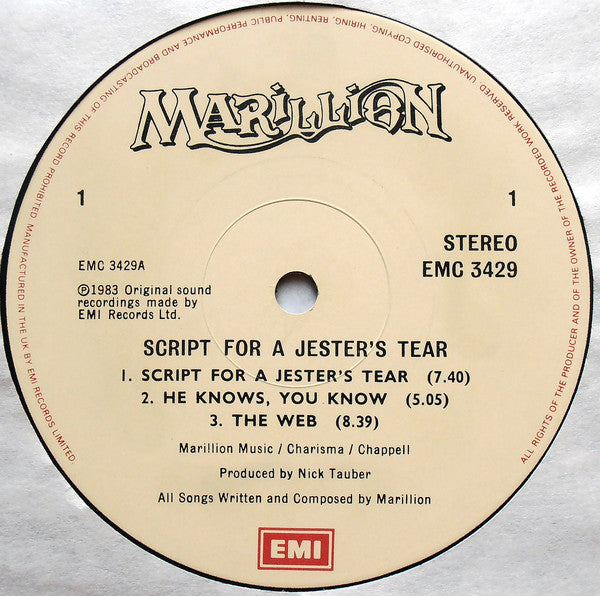 MARILLION
1
1
STEREO
EMC 3429
EMC 3429A
℗1983 Original sound
recordings made by
EMI Records Ltd.
SCRIPT FOR A JESTER'S TEAR
1. SCRIPT FOR A JESTER'S TEAR (7.40)
2. HE KNOWS, YOU KNOW (5.05)
3. THE WEB (8.39)
Marillion Music / Charisma / Chappell
Produced by Nick Tauber
All Songs Written and Composed by Marillion
EMI
ALL RIGHTS OF THE PRODUCER AND OF THE OWNER OF THE RECORDED WORK RESERVED. UNAUTHORISED COPYING, HIRING, RENTING, PUBLIC PERFORMANCE AND BROADCASTING OF THIS RECORD PROHIBITED. MANUFACTURED IN THE UK BY EMI RECORDS LIMITED.